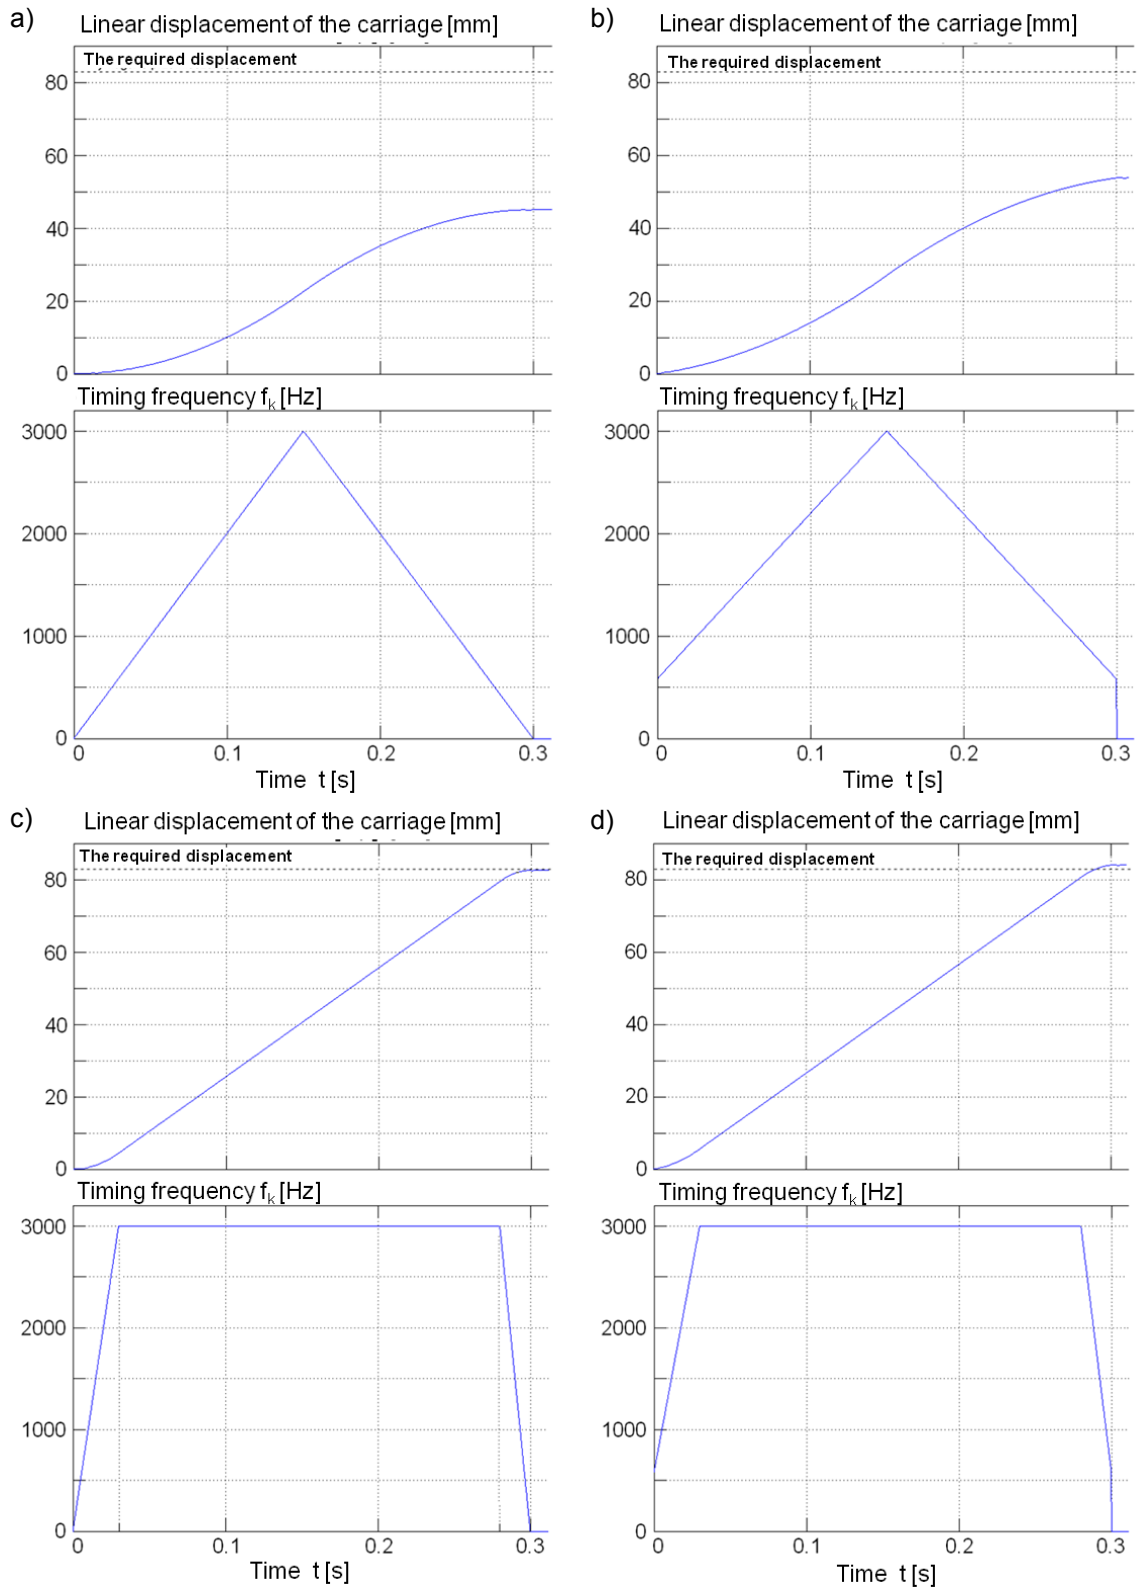 a) Linear displacement of the carriage [mm]
The required displacement
80
60
40
20
0
Timing frequency fk [Hz]
3000
2000
1000
0
0 0.1 0.2 0.3
Time t [s]
b) Linear displacement of the carriage [mm]
The required displacement
80
60
40
20
0
Timing frequency fk [Hz]
3000
2000
1000
0
0 0.1 0.2 0.3
Time t [s]
c) Linear displacement of the carriage [mm]
The required displacement
80
60
40
20
0
Timing frequency fk [Hz]
3000
2000
1000
0
0 0.1 0.2 0.3
Time t [s]
d) Linear displacement of the carriage [mm]
The required displacement
80
60
40
20
0
Timing frequency fk [Hz]
3000
2000
1000
0
0 0.1 0.2 0.3
Time t [s]